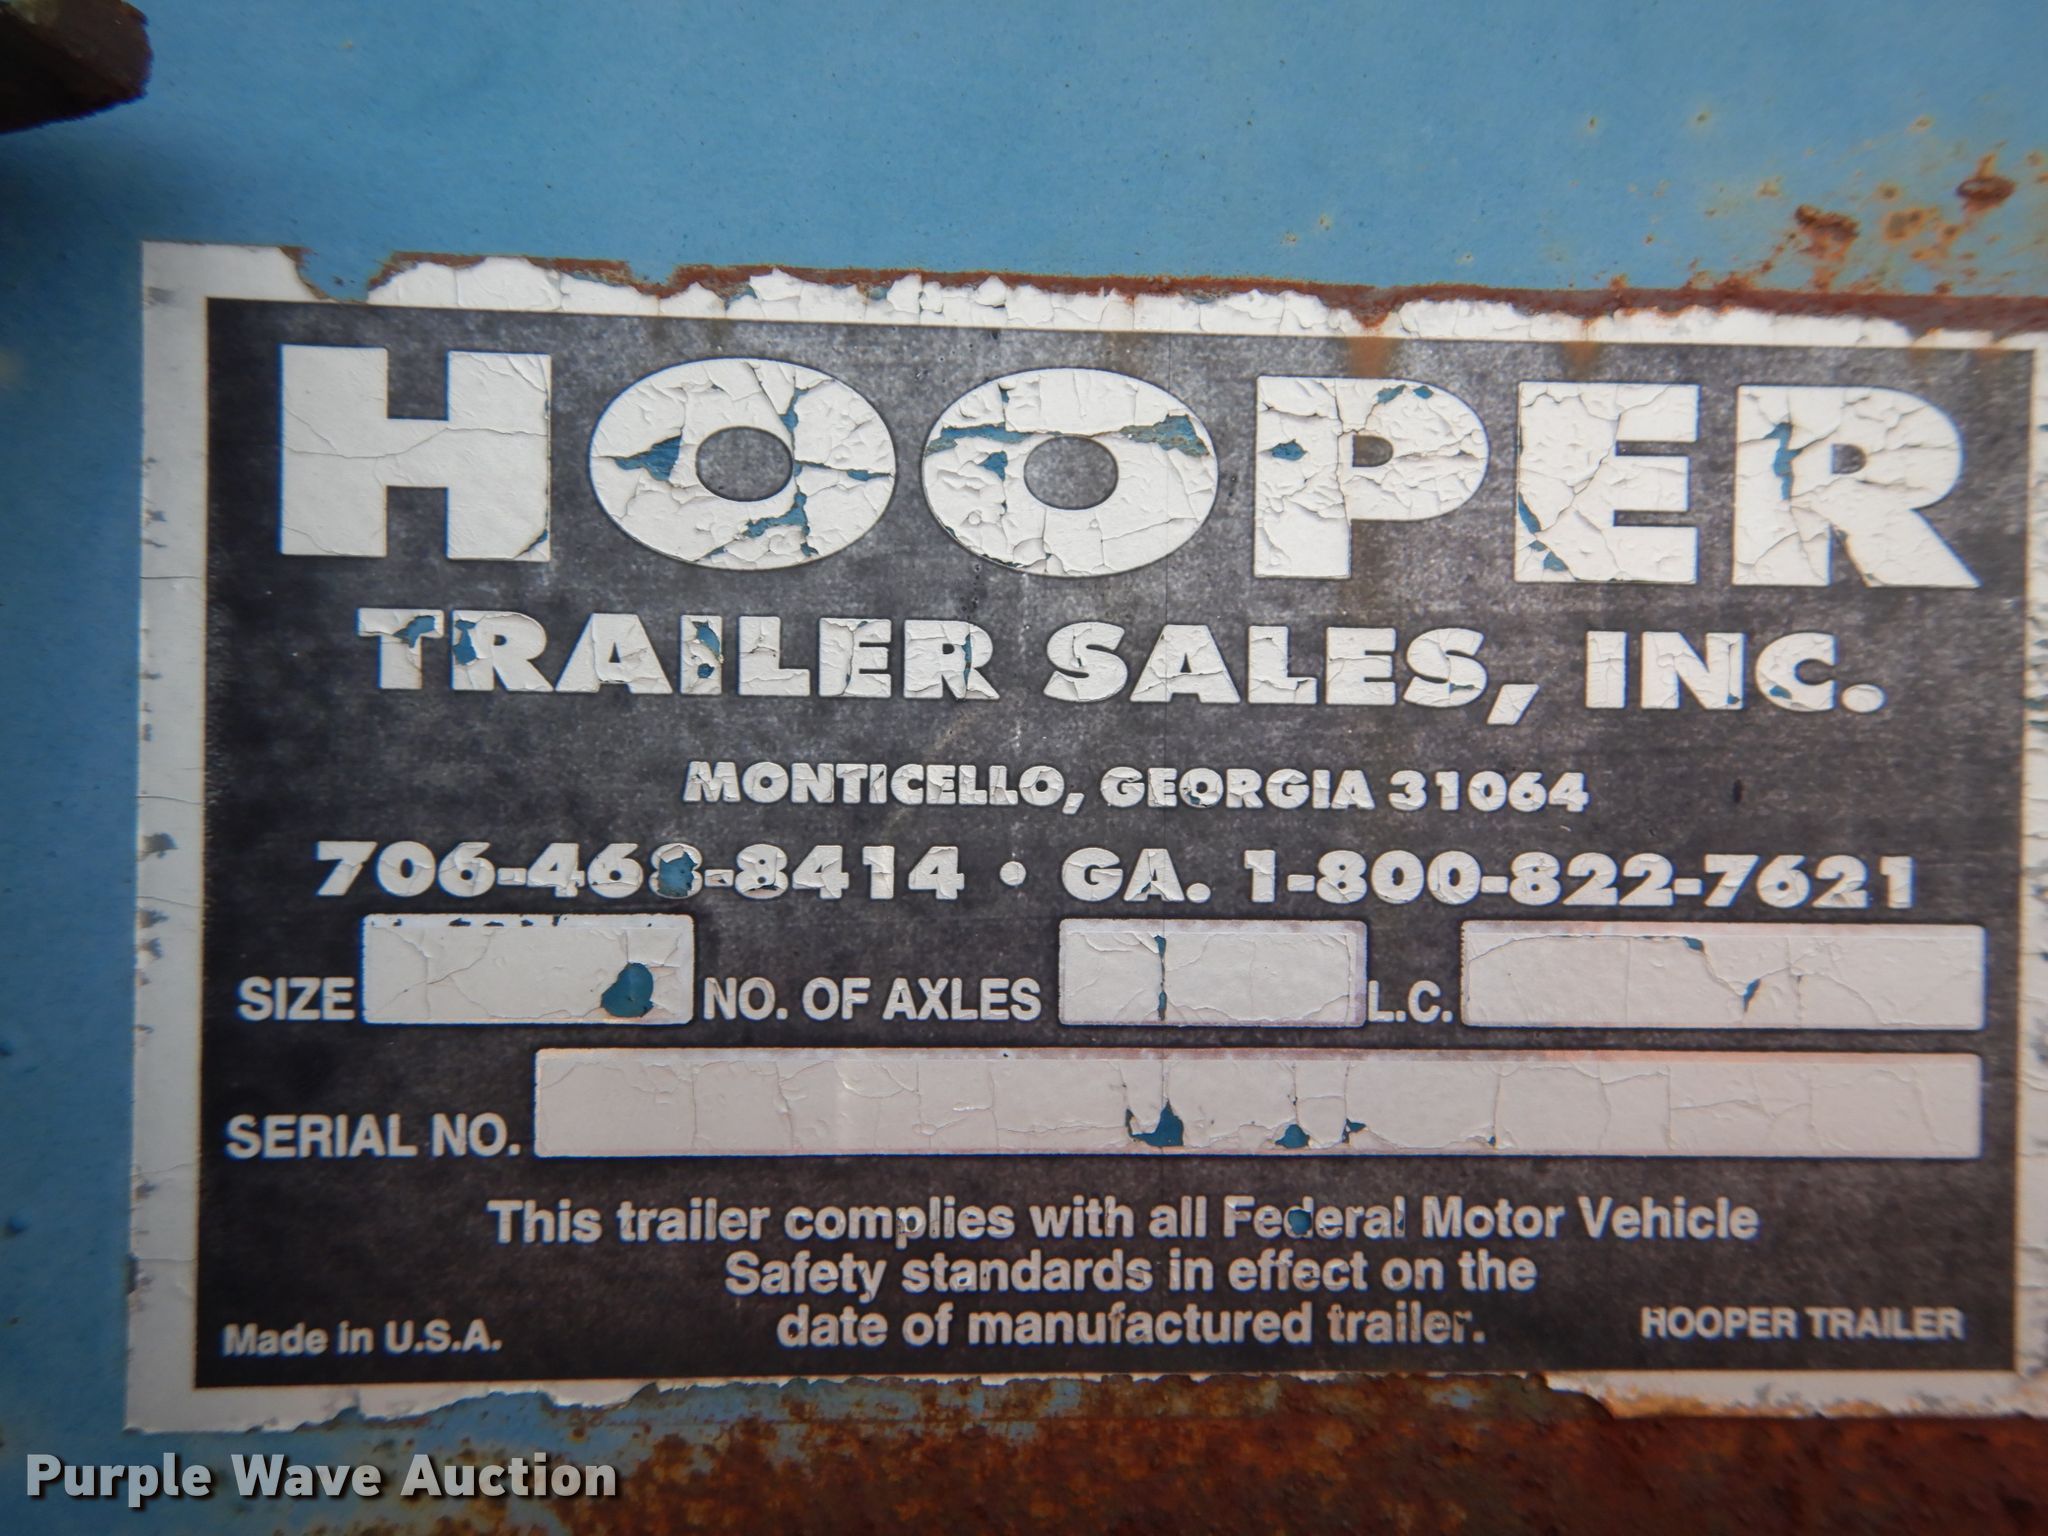 HOOPER
TRAILER SALES, INC.
MONTICELLO, GEORGIA 31064
706-468-8414 • GA. 1-800-822-7621
SIZE NO. OF AXLES L.C.
SERIAL NO.
This trailer complies with all Federal Motor Vehicle
Safety standards in effect on the
date of manufactured trailer.
Made in U.S.A.
HOOPER TRAILER
Purple Wave Auction